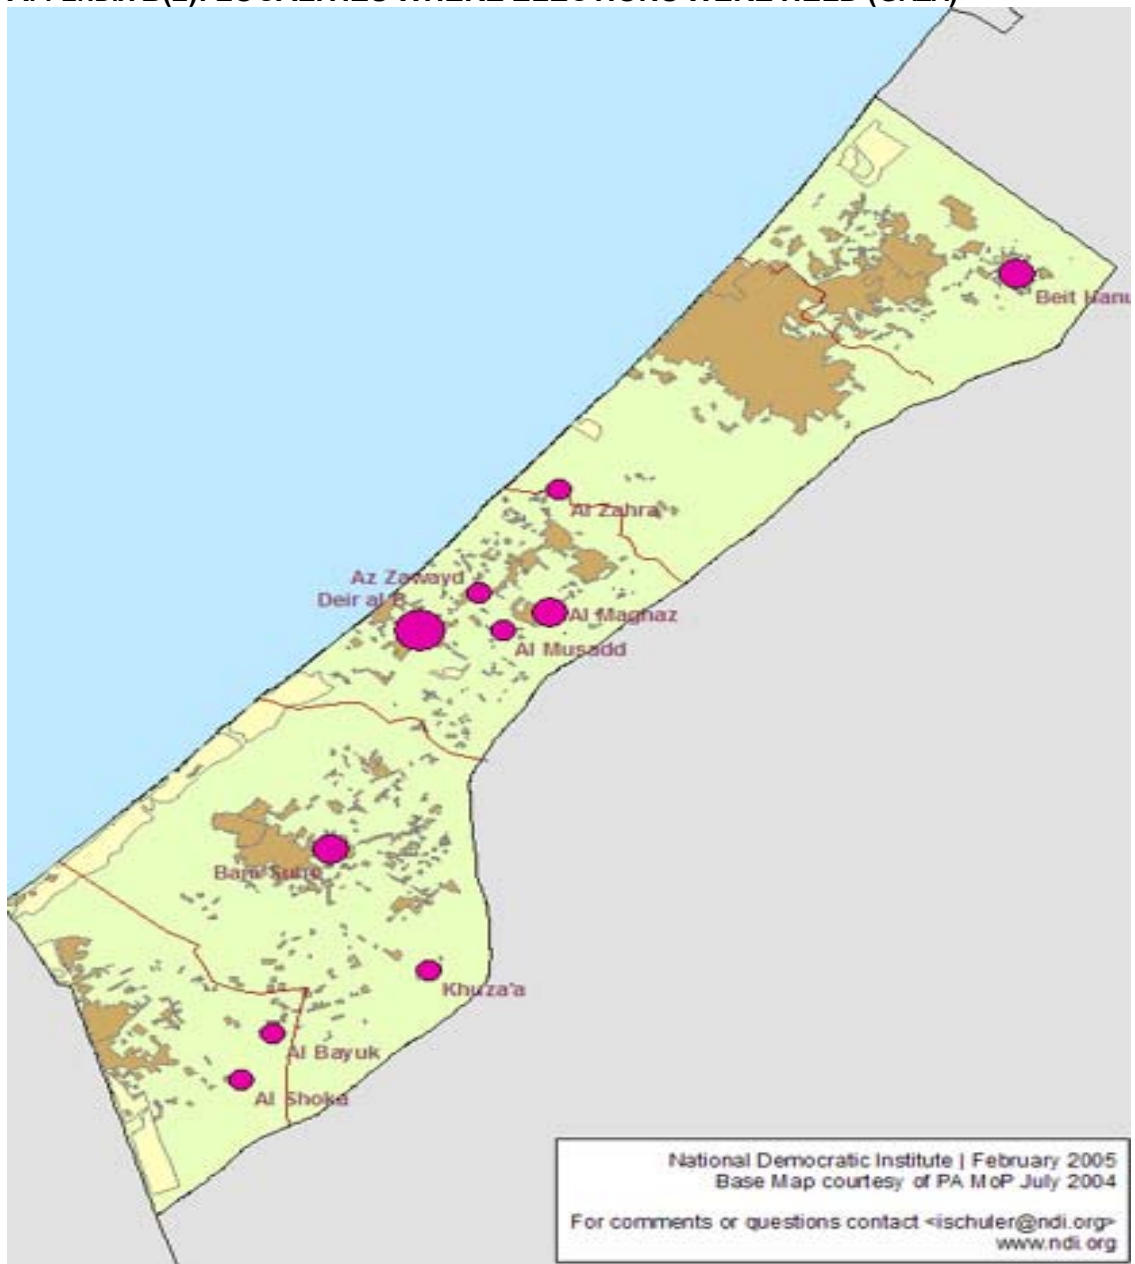 Beit Hanu
Al Zahra
Az Zawayd
Deir al B
Al Maghaz
Al Musadd
Bani Suhe
Khuza'a
Al Bayuk
Al Shoka
National Democratic Institute | February 2005
Base Map courtesy of PA MoP July 2004
For comments or questions contact <ischuler@ndi.org>
www.ndi.org